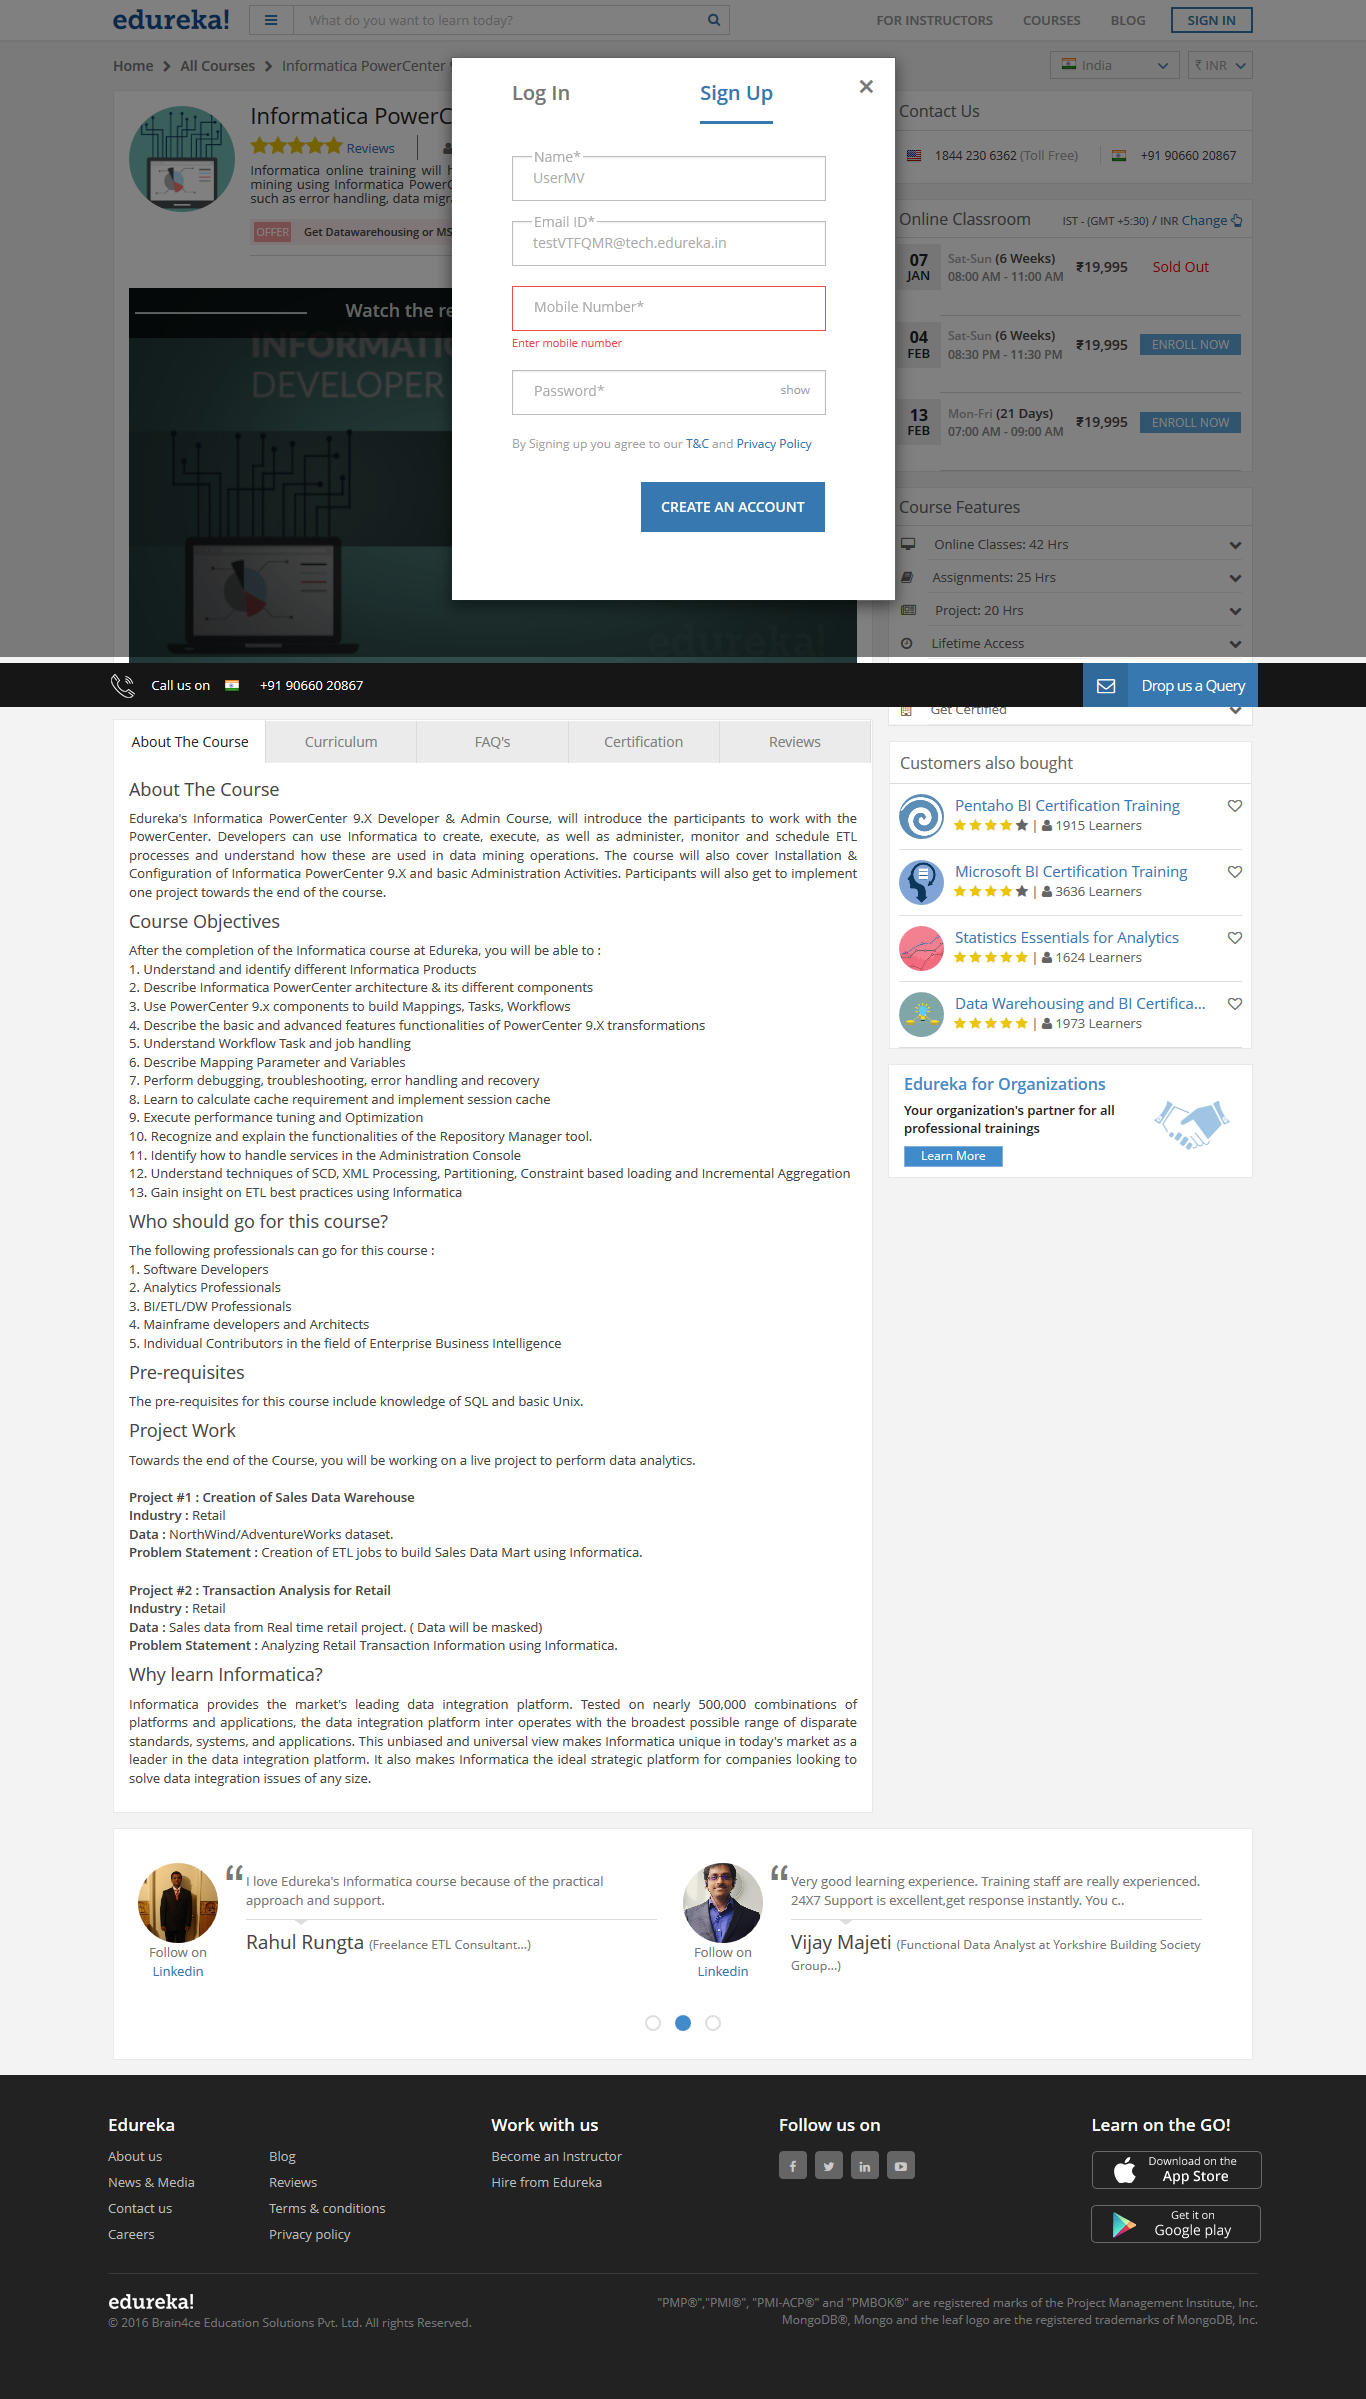 edureka!
What do you want to learn today?
FOR INSTRUCTORS
COURSES
BLOG
SIGN IN
Home
All Courses
Informatica PowerCenter
India
₹ INR
Log In
Sign Up
Name*
UserMV
Email ID*
testVTFQMR@tech.edureka.in
Mobile Number*
Enter mobile number
Password*
show
By Signing up you agree to our T&C and Privacy Policy
CREATE AN ACCOUNT
Informatica PowerC
Reviews
Informatica online training will
mining using Informatica Power
such as error handling, data
OFFER
Get Datawarehousing or MS
Watch the re
INFORMATI
DEVELOPER
edureka!
Contact Us
1844 230 6362 (Toll Free)
+91 90660 20867
Online Classroom
IST - (GMT +5:30) / INR Change
07 Sat-Sun (6 Weeks)
JAN 08:00 AM - 11:00 AM
₹19,995
Sold Out
04 Sat-Sun (6 Weeks)
FEB 08:30 PM - 11:30 PM
₹19,995
ENROLL NOW
13 Mon-Fri (21 Days)
FEB 07:00 AM - 09:00 AM
₹19,995
ENROLL NOW
Course Features
Online Classes: 42 Hrs
Assignments: 25 Hrs
Project: 20 Hrs
Lifetime Access
Call us on
+91 90660 20867
Drop us a Query
Get Certified
About The Course
Curriculum
FAQ's
Certification
Reviews
About The Course
Edureka's Informatica PowerCenter 9.X Developer & Admin Course, will introduce the participants to work with the
PowerCenter. Developers can use Informatica to create, execute, as well as administer, monitor and schedule ETL
processes and understand how these are used in data mining operations. The course will also cover Installation &
Configuration of Informatica PowerCenter 9.X and basic Administration Activities. Participants will also get to implement
one project towards the end of the course.
Course Objectives
After the completion of the Informatica course at Edureka, you will be able to :
1. Understand and identify different Informatica Products
2. Describe Informatica PowerCenter architecture & its different components
3. Use PowerCenter 9.x components to build Mappings, Tasks, Workflows
4. Describe the basic and advanced features functionalities of PowerCenter 9.X transformations
5. Understand Workflow Task and job handling
6. Describe Mapping Parameter and Variables
7. Perform debugging, troubleshooting, error handling and recovery
8. Learn to calculate cache requirement and implement session cache
9. Execute performance tuning and Optimization
10. Recognize and explain the functionalities of the Repository Manager tool.
11. Identify how to handle services in the Administration Console
12. Understand techniques of SCD, XML Processing, Partitioning, Constraint based loading and Incremental Aggregation
13. Gain insight on ETL best practices using Informatica
Who should go for this course?
The following professionals can go for this course :
1. Software Developers
2. Analytics Professionals
3. BI/ETL/DW Professionals
4. Mainframe developers and Architects
5. Individual Contributors in the field of Enterprise Business Intelligence
Pre-requisites
The pre-requisites for this course include knowledge of SQL and basic Unix.
Project Work
Towards the end of the Course, you will be working on a live project to perform data analytics.
Project #1 : Creation of Sales Data Warehouse
Industry : Retail
Data : NorthWind/AdventureWorks dataset.
Problem Statement : Creation of ETL jobs to build Sales Data Mart using Informatica.
Project #2 : Transaction Analysis for Retail
Industry : Retail
Data : Sales data from Real time retail project. ( Data will be masked)
Problem Statement : Analyzing Retail Transaction Information using Informatica.
Why learn Informatica?
Informatica provides the market's leading data integration platform. Tested on nearly 500,000 combinations of
platforms and applications, the data integration platform inter operates with the broadest possible range of disparate
standards, systems, and applications. This unbiased and universal view makes Informatica unique in today's market as a
leader in the data integration platform. It also makes Informatica the ideal strategic platform for companies looking to
solve data integration issues of any size.
Customers also bought
Pentaho BI Certification Training
| 1915 Learners
Microsoft BI Certification Training
| 3636 Learners
Statistics Essentials for Analytics
| 1624 Learners
Data Warehousing and BI Certifica...
| 1973 Learners
Edureka for Organizations
Your organization's partner for all
professional trainings
Learn More
“I love Edureka's Informatica course because of the practical
approach and support.
Rahul Rungta (Freelance ETL Consultant...)
Follow on
Linkedin
“Very good learning experience. Training staff are really experienced.
24X7 Support is excellent,get response instantly. You c..
Vijay Majeti (Functional Data Analyst at Yorkshire Building Society
Group...)
Follow on
Linkedin
Edureka
About us
News & Media
Contact us
Careers
Blog
Reviews
Terms & conditions
Privacy policy
Work with us
Become an Instructor
Hire from Edureka
Follow us on
Learn on the GO!
Download on the
App Store
Get it on
Google play
edureka!
© 2016 Brain4ce Education Solutions Pvt. Ltd. All rights Reserved.
"PMP®","PMI®", "PMI-ACP®" and "PMBOK®" are registered marks of the Project Management Institute, Inc.
MongoDB®, Mongo and the leaf logo are the registered trademarks of MongoDB, Inc.